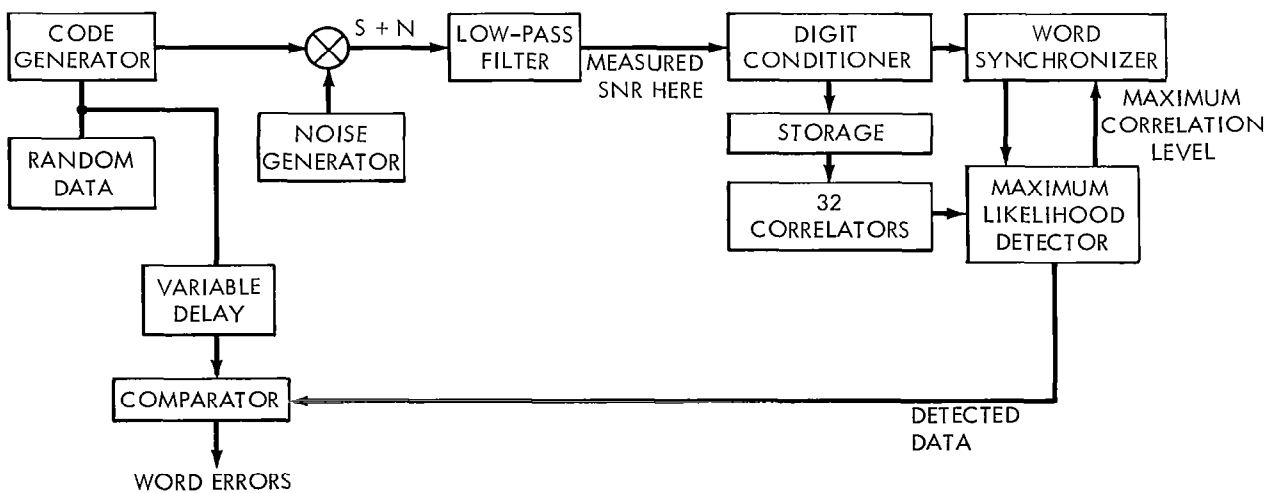 CODE
GENERATOR
S + N
LOW-PASS
FILTER
MEASURED
SNR HERE
DIGIT
CONDITIONER
WORD
SYNCHRONIZER
RANDOM
DATA
NOISE
GENERATOR
STORAGE
MAXIMUM
CORRELATION
LEVEL
32
CORRELATORS
MAXIMUM
LIKELIHOOD
DETECTOR
VARIABLE
DELAY
COMPARATOR
DETECTED
DATA
WORD ERRORS